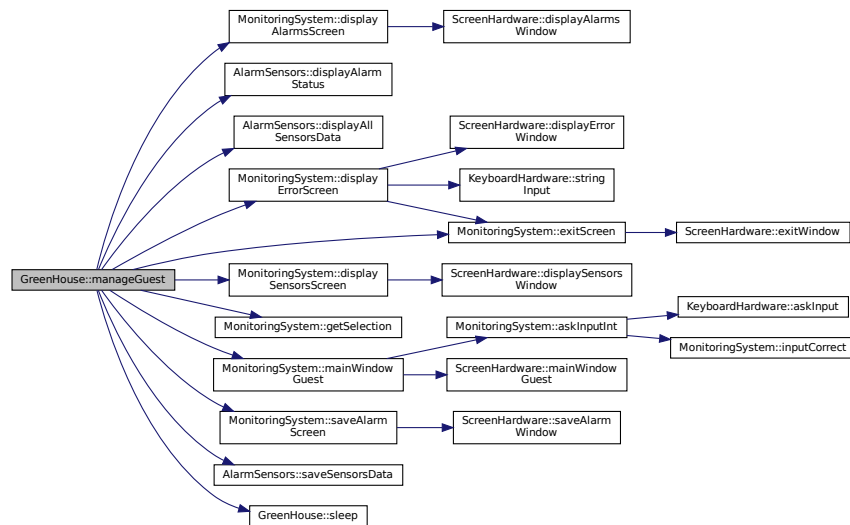 MonitoringSystem::display
AlarmsScreen
ScreenHardware::displayAlarms
Window
AlarmSensors::displayAlarm
Status
AlarmSensors::displayAll
SensorsData
ScreenHardware::displayError
Window
MonitoringSystem::display
ErrorScreen
KeyboardHardware::string
Input
MonitoringSystem::exitScreen
ScreenHardware::exitWindow
GreenHouse::manageGuest
MonitoringSystem::display
SensorsScreen
ScreenHardware::displaySensors
Window
KeyboardHardware::askInput
MonitoringSystem::getSelection
MonitoringSystem::askInputInt
MonitoringSystem::inputCorrect
MonitoringSystem::mainWindow
Guest
ScreenHardware::mainWindow
Guest
MonitoringSystem::saveAlarm
Screen
ScreenHardware::saveAlarm
Window
AlarmSensors::saveSensorsData
GreenHouse::sleep